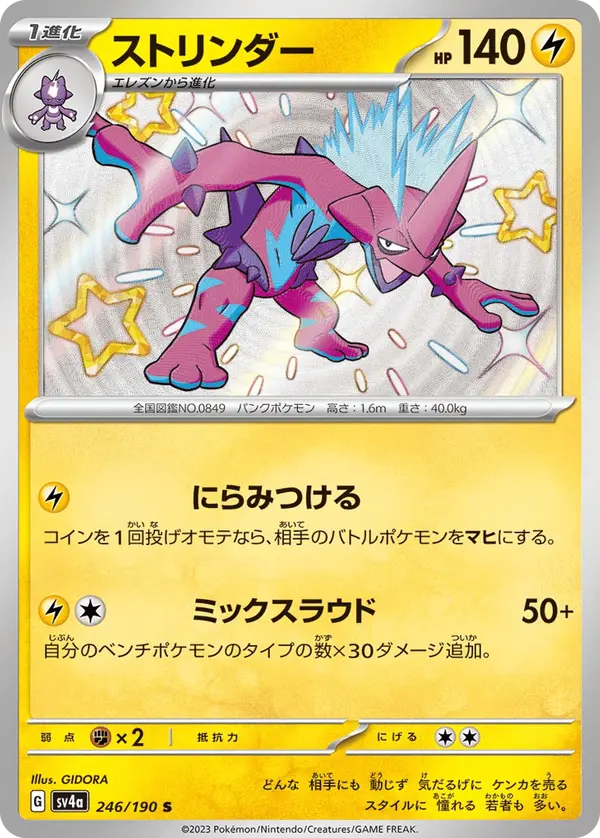 1進化
ストリンダー
HP 140
エレズンから進化
全国図鑑NO.0849 パンクポケモン 高さ:1.6m 重さ:40.0kg
にらみつける
コインを1回投げオモテなら、相手のバトルポケモンをマヒにする。
ミックスラウド 50+
自分のベンチポケモンのタイプの数×30ダメージ追加。
弱点 ×2 抵抗力 にげる
Illus. GIDORA
G sv4a 246/190 S
どんな 相手にも 動じず 気だるげに ケンカを売る
スタイルに 憧れる 若者も 多い。
©2023 Pokémon/Nintendo/Creatures/GAME FREAK.